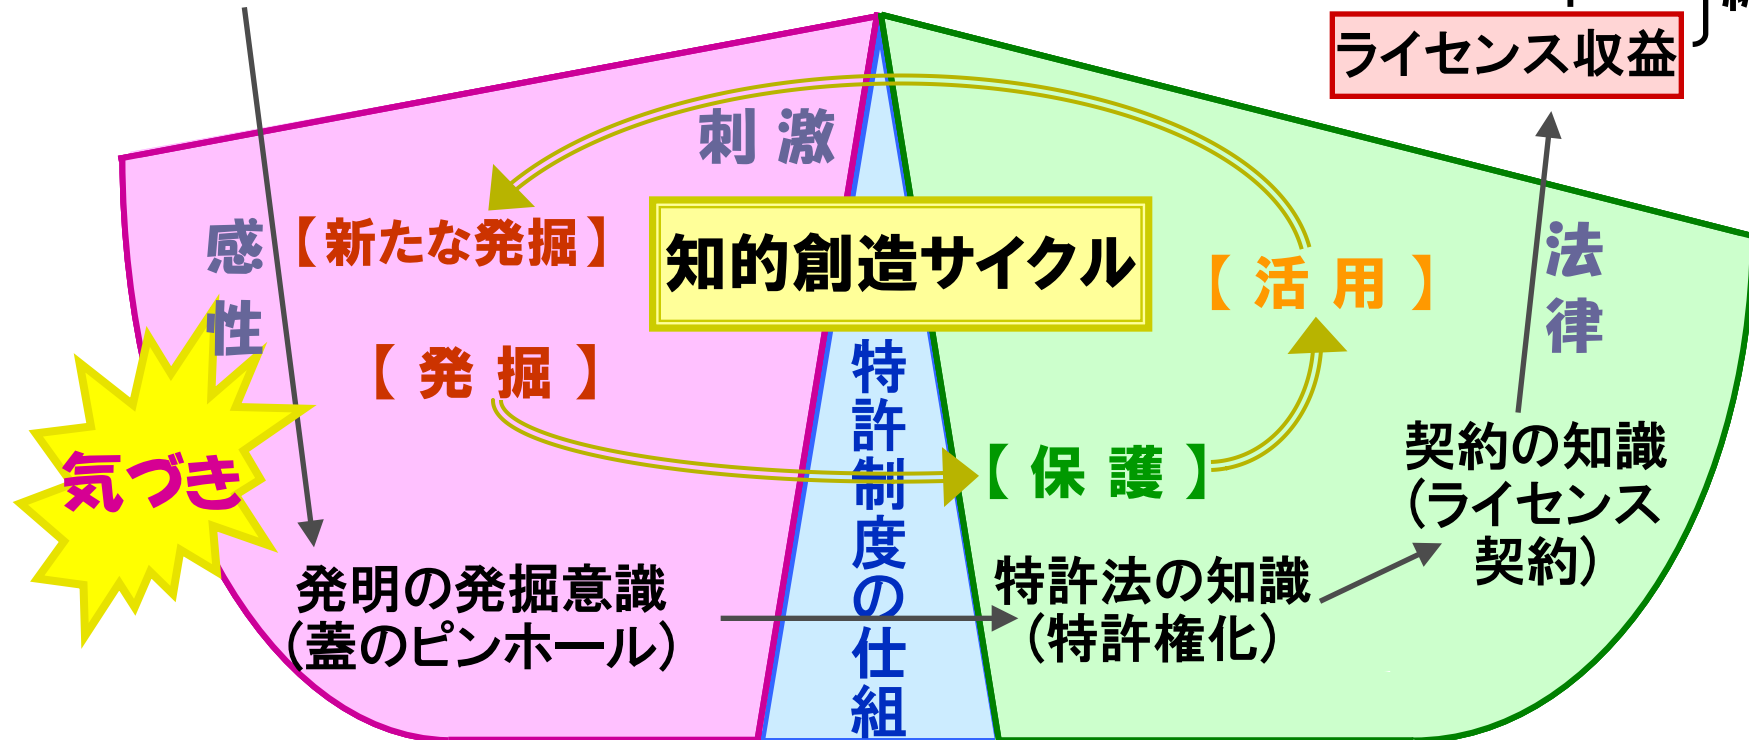 ライセンス収益
刺激
感性
【新たな発掘】
知的創造サイクル
【活用】
法律
【発掘】
特許制度の仕組
気づき
【保護】
契約の知識
（ライセンス
契約）
発明の発掘意識
（蓋のピンホール）
特許法の知識
（特許権化）